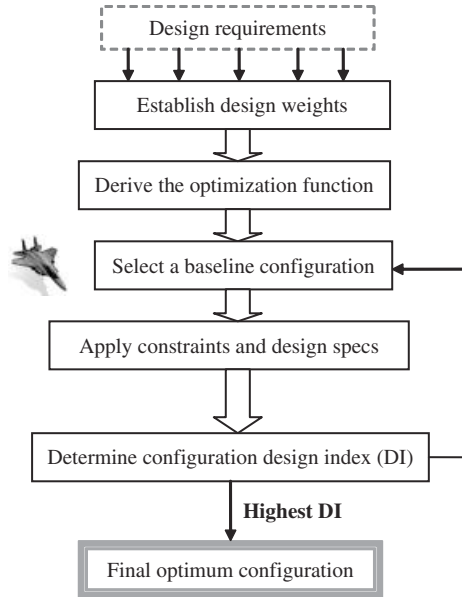 Design requirements
Establish design weights
Derive the optimization function
Select a baseline configuration
Apply constraints and design specs
Determine configuration design index (DI)
Highest DI
Final optimum configuration